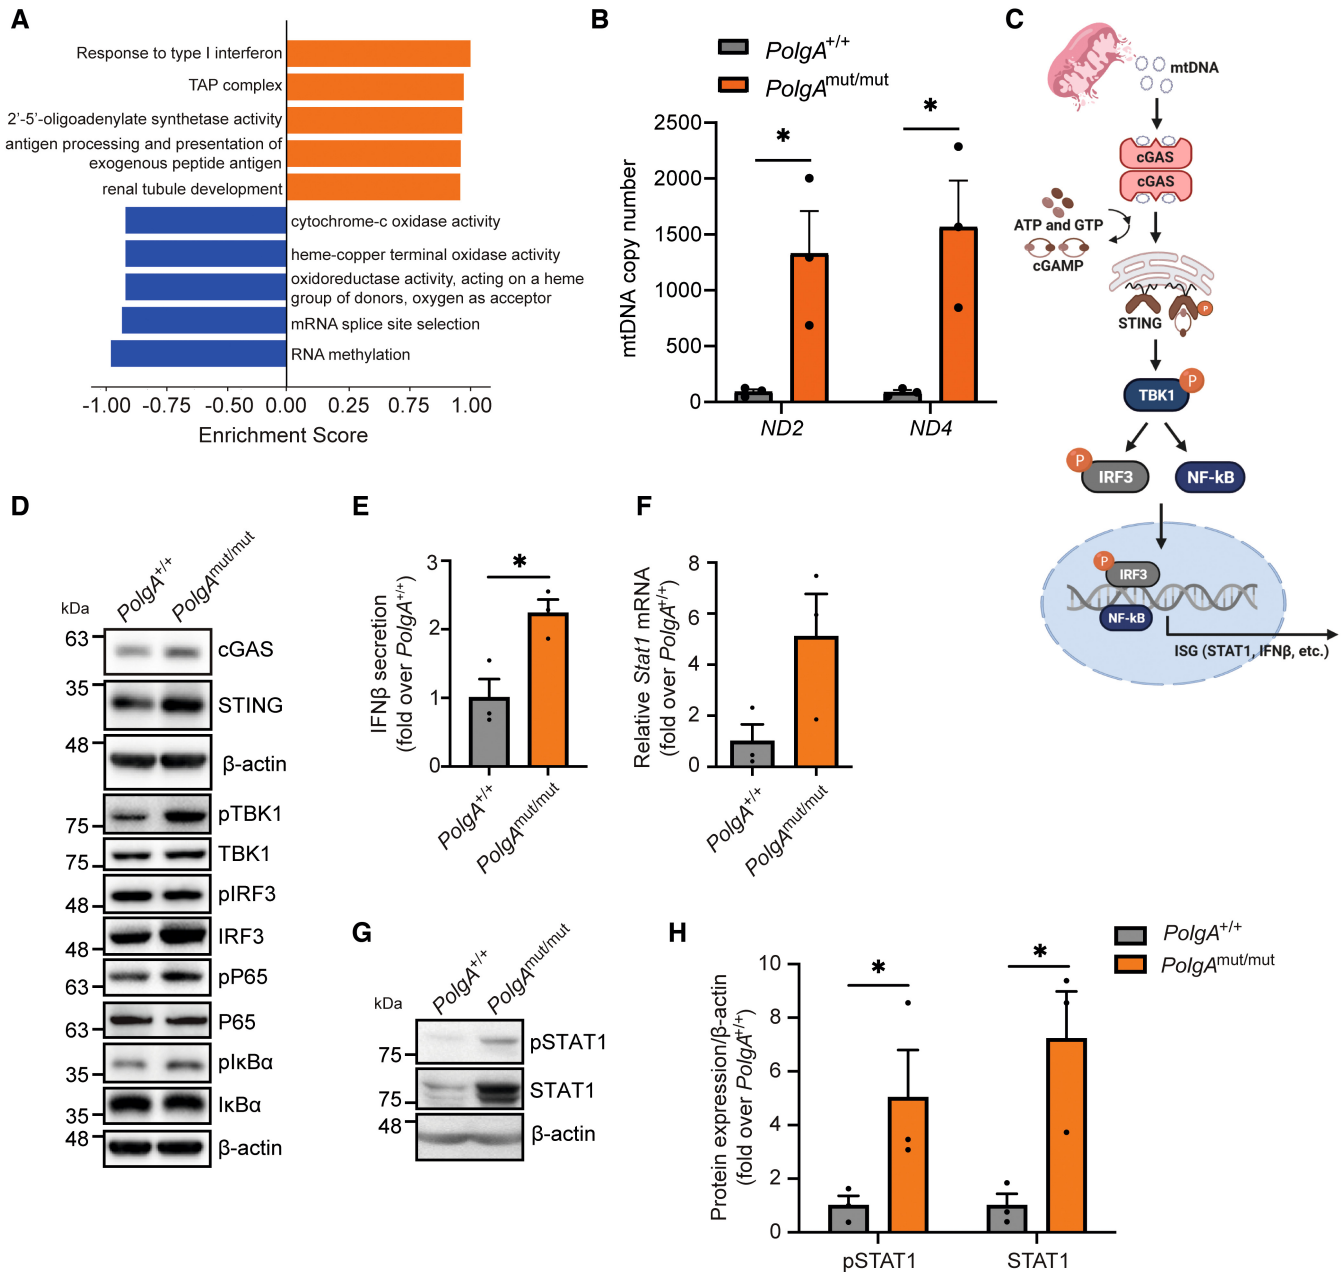 A
Response to type I interferon
TAP complex
2'-5'-oligoadenylate synthetase activity
antigen processing and presentation of
exogenous peptide antigen
renal tubule development
cytochrome-c oxidase activity
heme-copper terminal oxidase activity
oxidoreductase activity, acting on a heme
group of donors, oxygen as acceptor
mRNA splice site selection
RNA methylation
-1.00 -0.75 -0.50 0.00 0.25 0.75 1.00
Enrichment Score
B
PolgA+/+
PolgAmut/mut
mtDNA copy number
2500
2000
1500
1000
500
0
*
*
ND2
ND4
C
mtDNA
cGAS
cGAS
ATP and GTP
cGAMP
STING
P
TBK1
P
P
IRF3
NF-kB
P
IRF3
NF-kB
ISG (STAT1, IFNβ, etc.)
D
kDa
PolgA+/+
PolgAmut/mut
63
cGAS
35
STING
48
β-actin
pTBK1
75
TBK1
75
pIRF3
48
IRF3
48
pP65
63
P65
63
pIκBα
35
IκBα
35
48
β-actin
E
IFNβ secretion
(fold over PolgA+/+)
3
2
1
0
*
PolgA+/+
PolgAmut/mut
F
Relative Stat1 mRNA
(fold over PolgA+/+)
8
6
4
2
0
PolgA+/+
PolgAmut/mut
G
kDa
PolgA+/+
PolgAmut/mut
pSTAT1
75
STAT1
75
48
β-actin
H
PolgA+/+
PolgAmut/mut
Protein expression/β-actin
(fold over PolgA+/+)
10
8
6
4
2
0
*
*
pSTAT1
STAT1